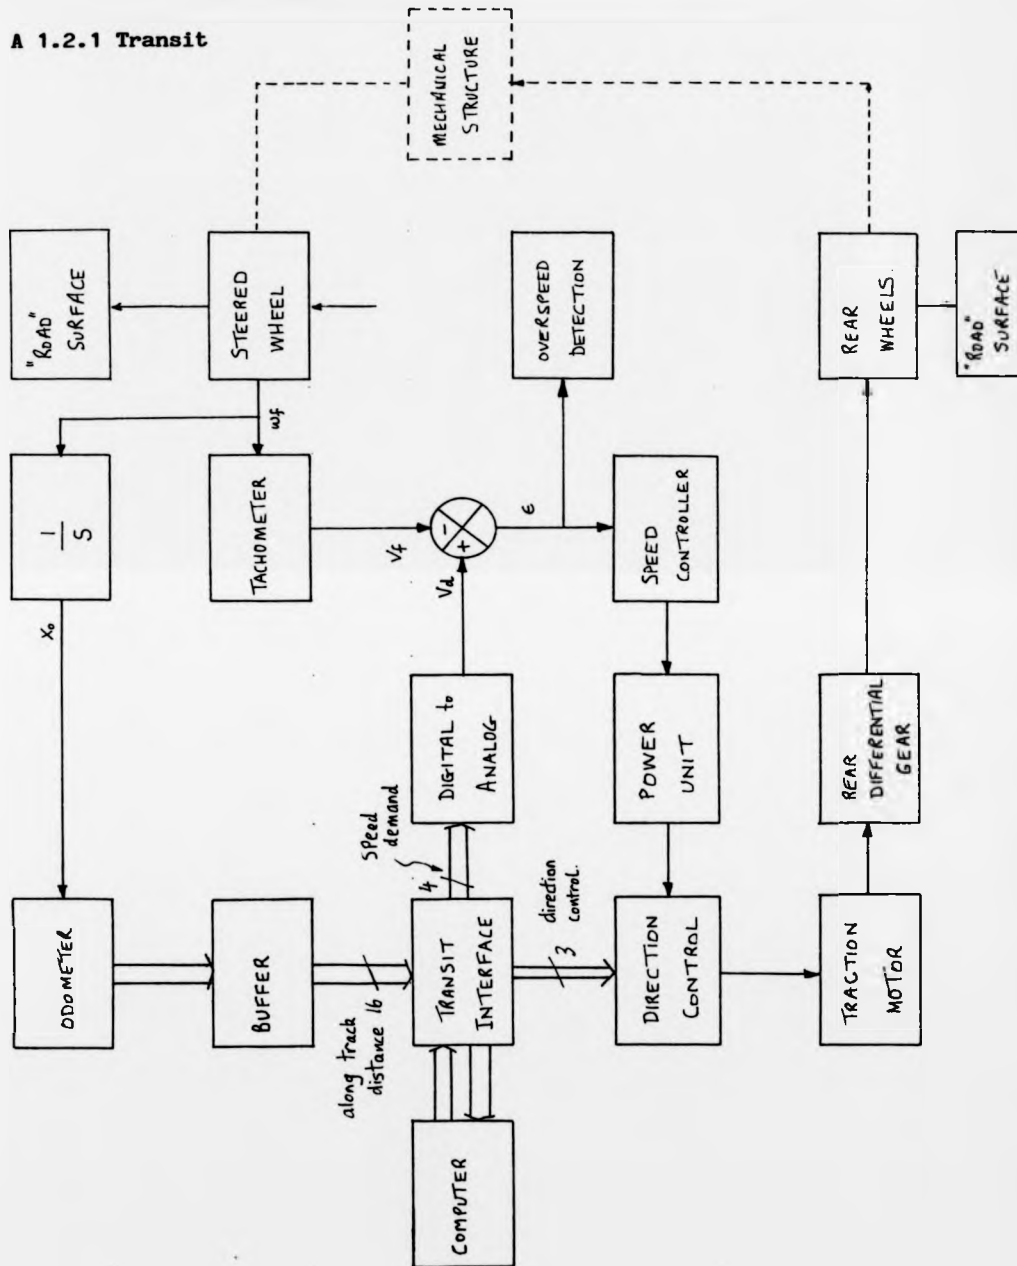 A 1.2.1 Transit
MECHANICAL
STRUCTURE
"ROAD"
SURFACE
STEERED
WHEEL
OVERSPEED
DETECTION
REAR
WHEELS.
"ROAD"
SURFACE
ωf
1
S
TACHOMETER
Vf
-
+
ε
Vd
SPEED
CONTROLLER
Xo
DIGITAL to
ANALOG
POWER
UNIT
REAR
DIFFERENTIAL
GEAR
Speed
demand
4
ODOMETER
BUFFER
along track
distance 16
TRANSIT
INTERFACE
direction
control.
3
DIRECTION
CONTROL
TRACTION
MOTOR
COMPUTER